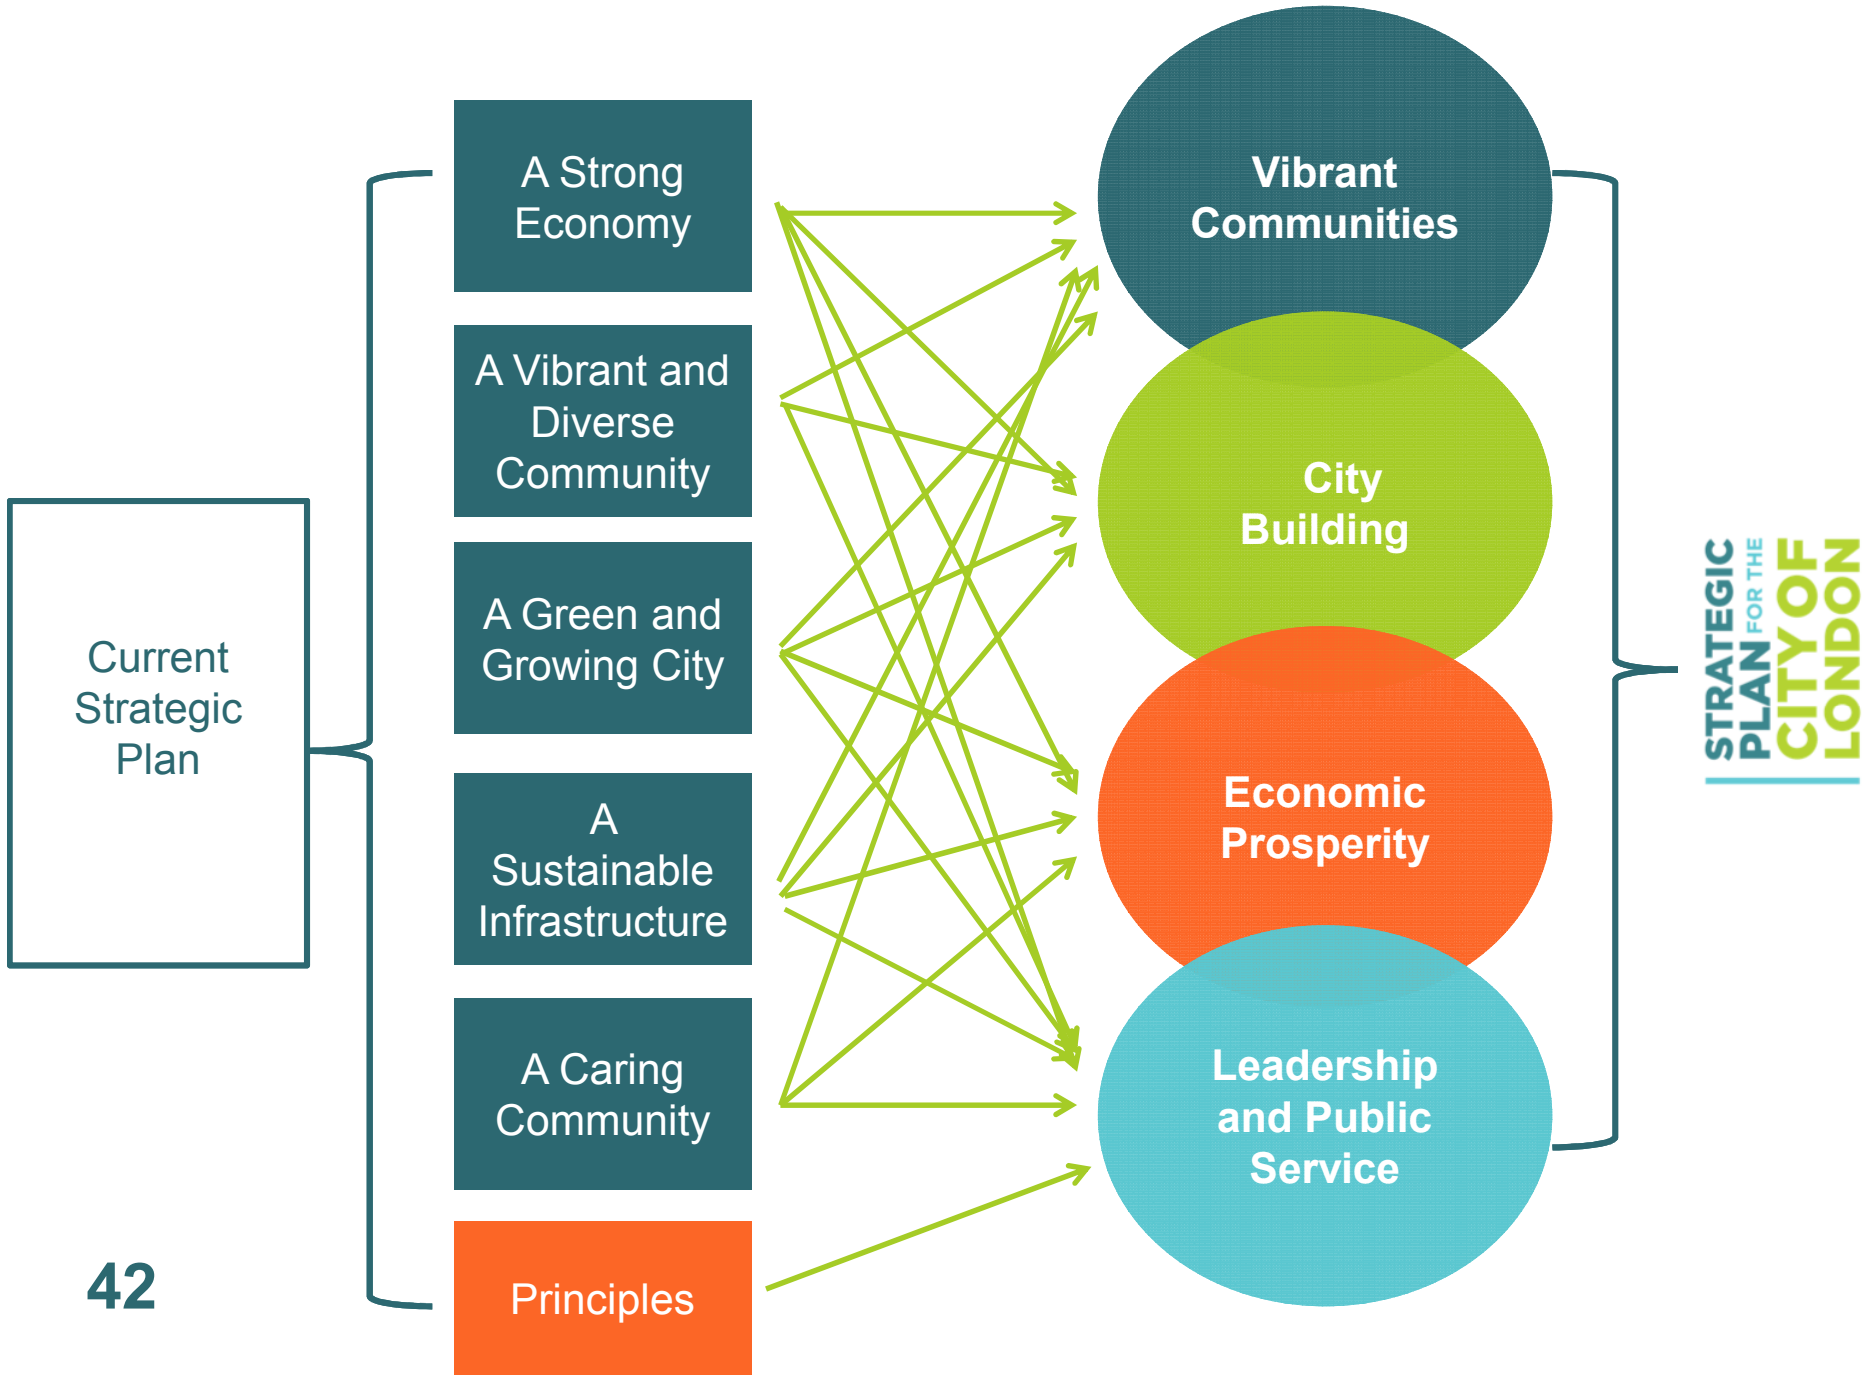 Current
Strategic
Plan
A Strong
Economy
A Vibrant and
Diverse
Community
A Green and
Growing City
A
Sustainable
Infrastructure
A Caring
Community
Principles
Vibrant
Communities
City
Building
Economic
Prosperity
Leadership
and Public
Service
STRATEGIC
PLAN FOR THE
CITY OF
LONDON
42